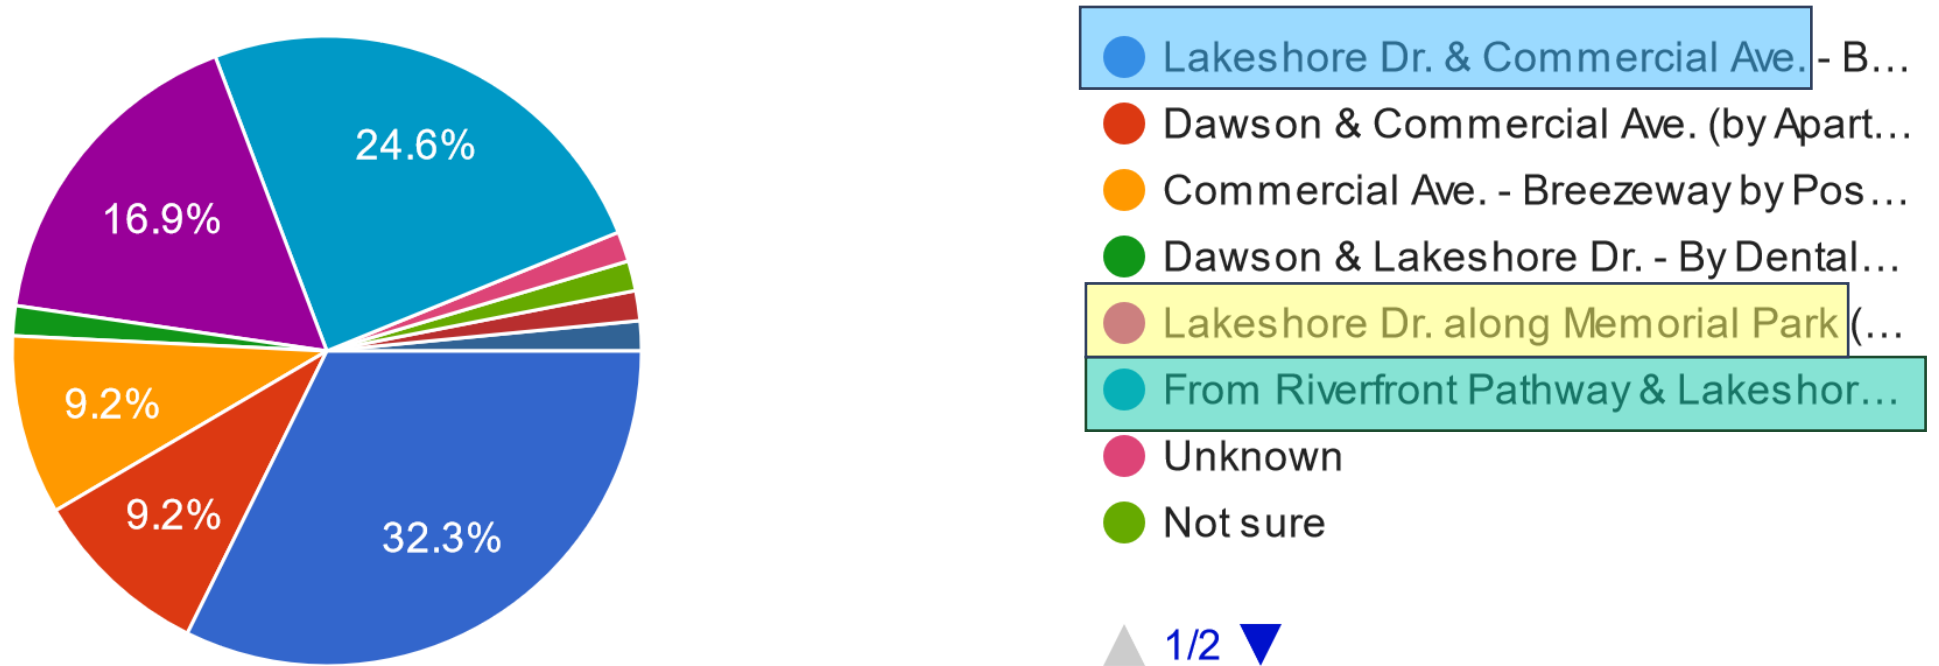 24.6%
16.9%
9.2%
9.2%
32.3%
Lakeshore Dr. & Commercial Ave. - B...
Dawson & Commercial Ave. (by Apart...
Commercial Ave. - Breezeway by Pos...
Dawson & Lakeshore Dr. - By Dental...
Lakeshore Dr. along Memorial Park (...
From Riverfront Pathway & Lakeshor...
Unknown
Not sure
1/2